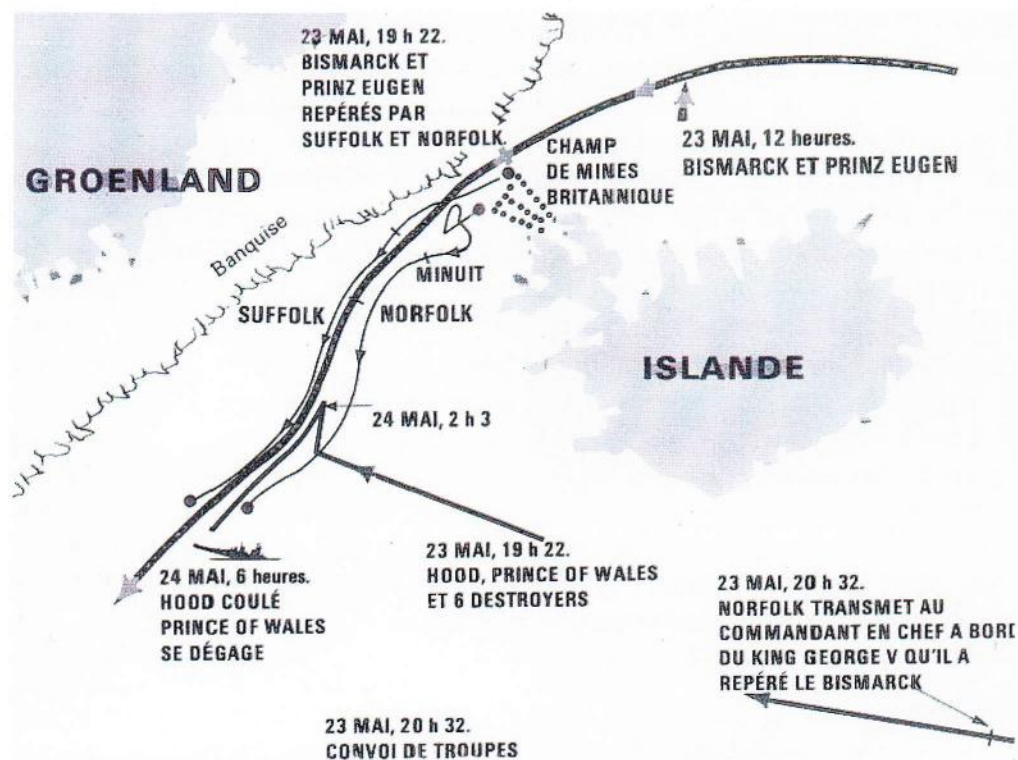 23 MAI, 19 h 22.
BISMARCK ET
PRINZ EUGEN
REPÉRÉS PAR
SUFFOLK ET NORFOLK
GROENLAND
CHAMP
DE MINES
BRITANNIQUE
23 MAI, 12 heures.
BISMARCK ET PRINZ EUGEN
Banquise
MINUIT
SUFFOLK
NORFOLK
ISLANDE
24 MAI, 2 h 3
23 MAI, 19 h 22.
HOOD, PRINCE OF WALES
ET 6 DESTROYERS
24 MAI, 6 heures.
HOOD COULÉ
PRINCE OF WALES
SE DÉGAGE
23 MAI, 20 h 32.
NORFOLK TRANSMET AU
COMMANDANT EN CHEF A BORD
DU KING GEORGE V QU'IL A
REPÉRÉ LE BISMARCK
23 MAI, 20 h 32.
CONVOI DE TROUPES